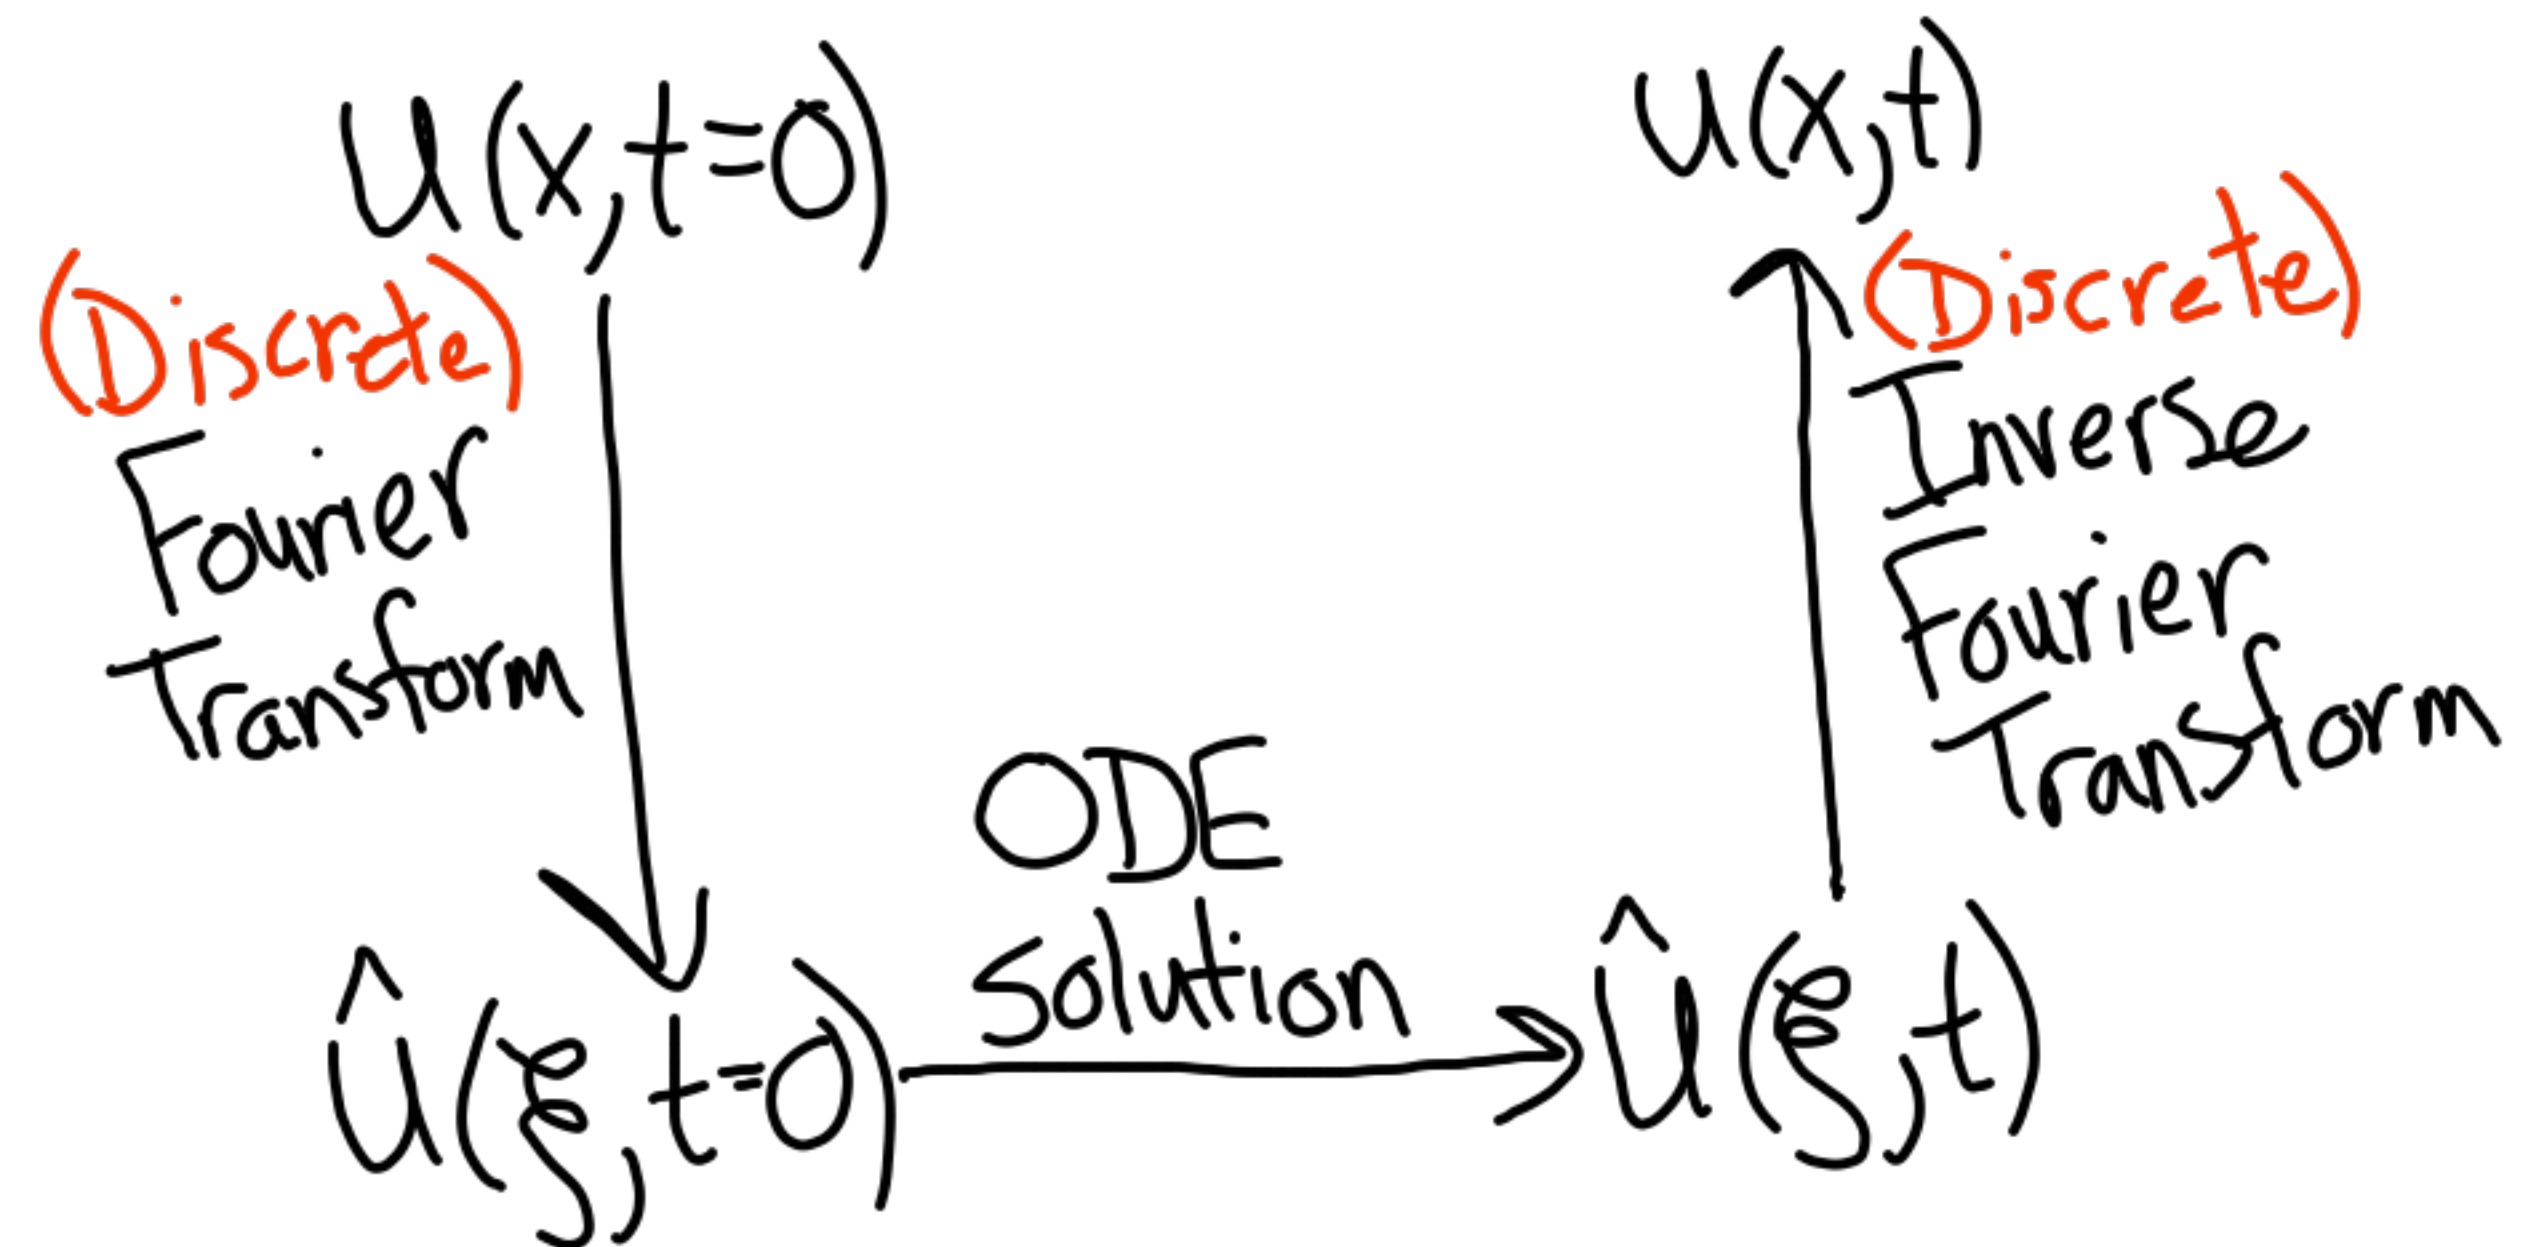 u(x,t=0)
(Discrete)
Fourier
Transform
û(ξ,t=0)
ODE
Solution
û(ξ,t)
(Discrete)
Inverse
Fourier
Transform
u(x,t)